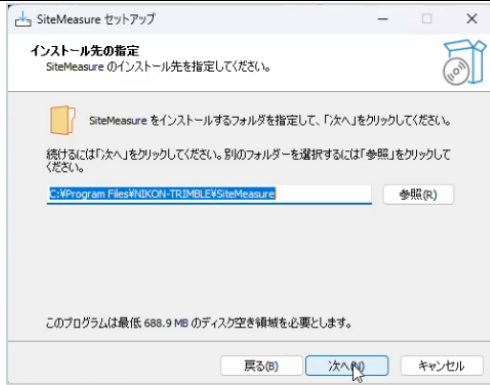 SiteMeasure セットアップ
インストール先の指定
SiteMeasure のインストール先を指定してください。
SiteMeasure をインストールするフォルダを指定して、「次へ」をクリックしてください。
続けるには「次へ」をクリックしてください。別のフォルダーを選択するには「参照」をクリックして
ください。
C:¥Program Files¥NIKON-TRIMBLE¥SiteMeasure
参照(R)
このプログラムは最低 688.9 MB のディスク空き領域を必要とします。
戻る(B)
次へ(N)
キャンセル